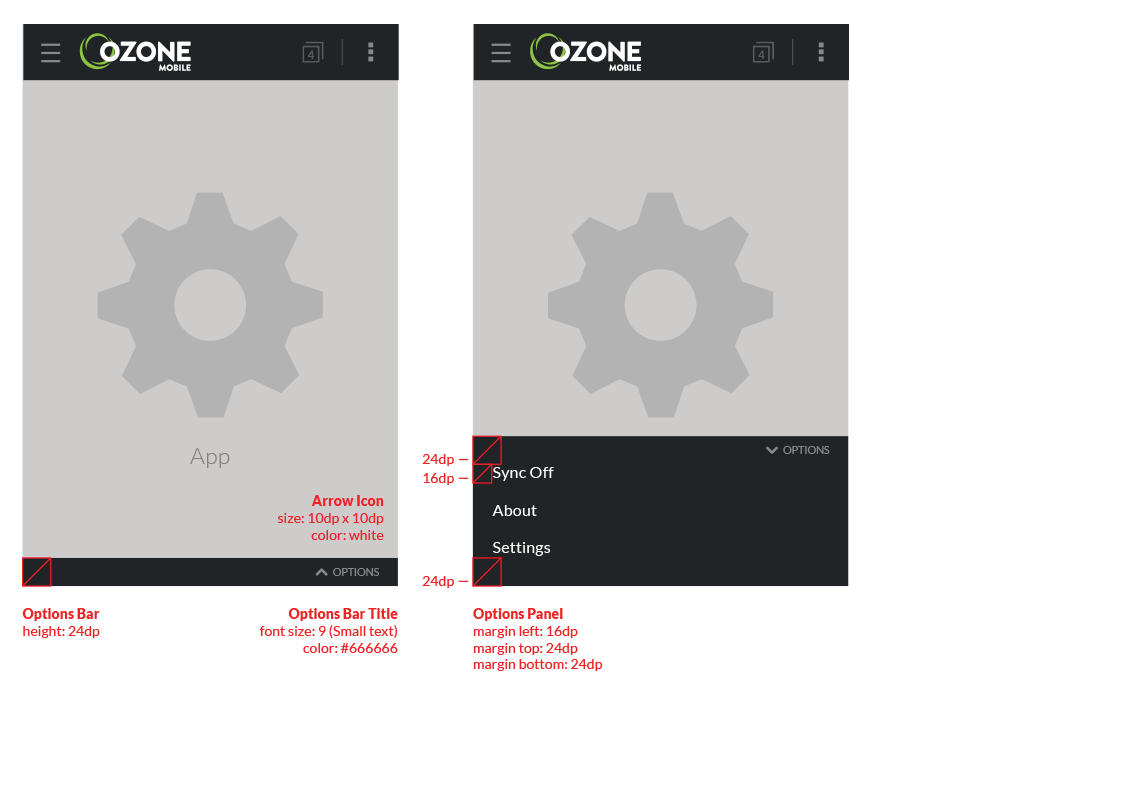 OZONE
MOBILE
4
App
Arrow Icon
size: 10dp x 10dp
color: white
OPTIONS
Options Bar
height: 24dp
Options Bar Title
font size: 9 (Small text)
color: #666666
OZONE
MOBILE
4
OPTIONS
24dp
16dp
Sync Off
About
Settings
24dp
Options Panel
margin left: 16dp
margin top: 24dp
margin bottom: 24dp